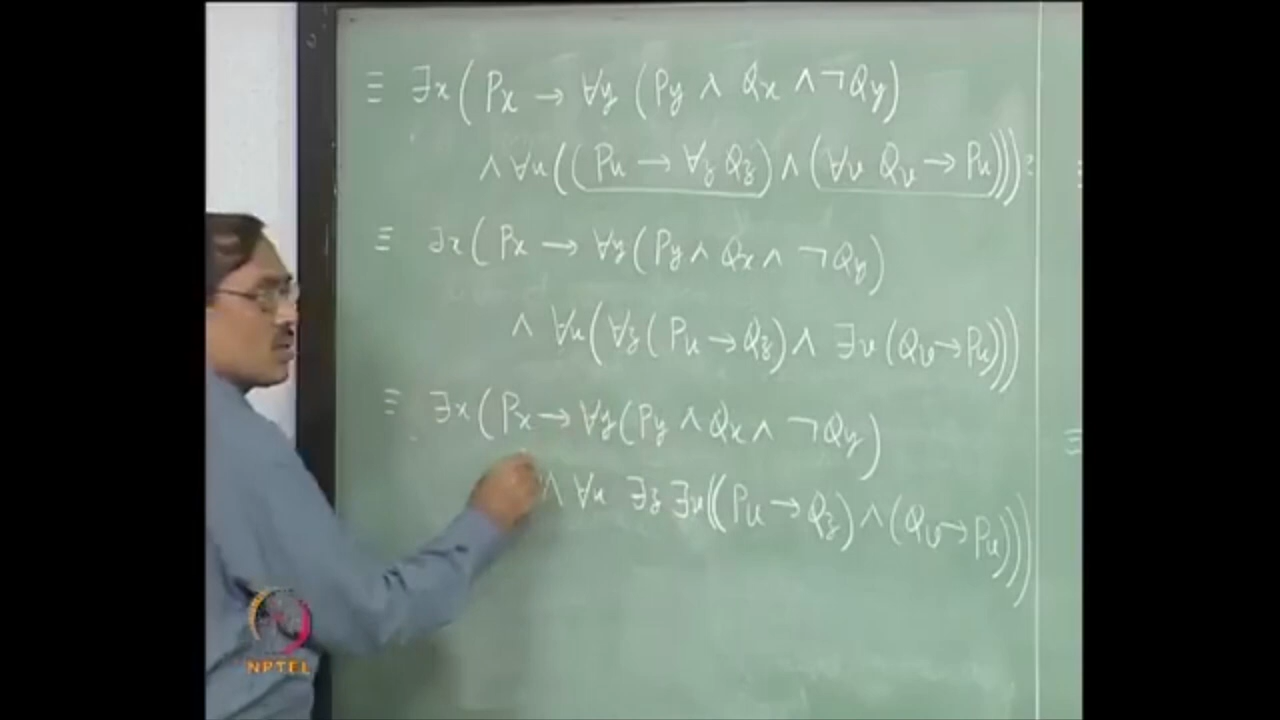 ≡ ∃x(Px → ∀y (Py ∧ Qx ∧ ¬Qy)
∧ ∀u((Pu → ∀z Qz) ∧ (∀v Qv → Pu)))
≡ ∃x(Px → ∀y(Py ∧ Qx ∧ ¬Qy)
∧ ∀u(∀z(Pu → Qz) ∧ ∃v(Qv → Pu)))
≡ ∃x(Px → ∀y(Py ∧ Qx ∧ ¬Qy)
∧ ∀u ∃z ∃v((Pu → Qz) ∧ (Qv → Pu)))
NPTEL